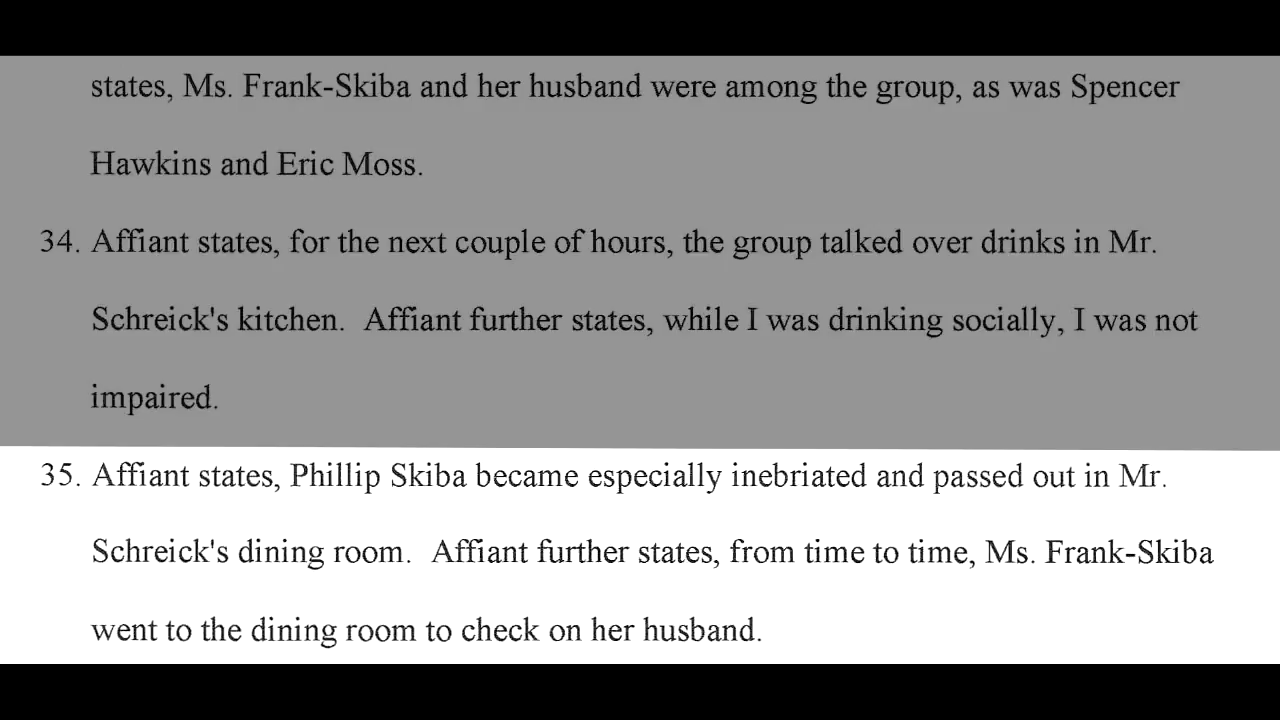 states, Ms. Frank-Skiba and her husband were among the group, as was Spencer
Hawkins and Eric Moss.
34. Affiant states, for the next couple of hours, the group talked over drinks in Mr.
Schreick's kitchen. Affiant further states, while I was drinking socially, I was not
impaired.
35. Affiant states, Phillip Skiba became especially inebriated and passed out in Mr.
Schreick's dining room. Affiant further states, from time to time, Ms. Frank-Skiba
went to the dining room to check on her husband.